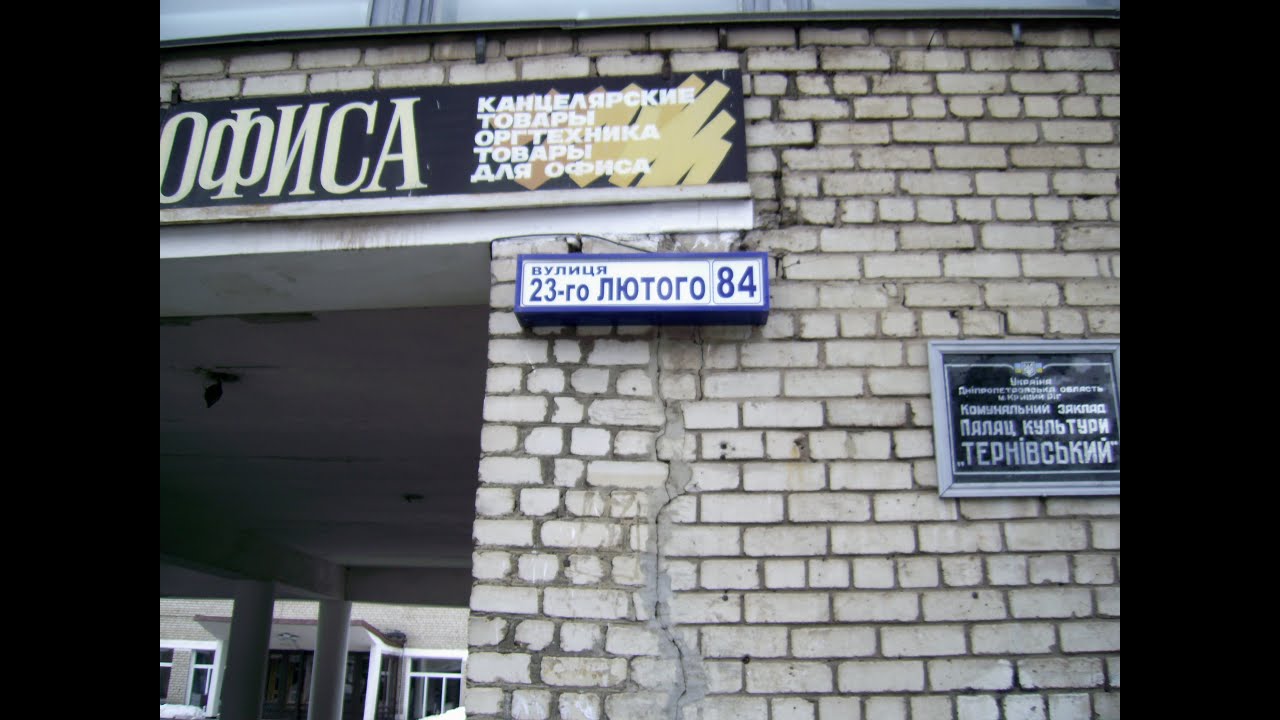 ОФИСА
КАНЦЕЛЯРСКИЕ
ТОВАРЫ
ОРГТЕХНИКА
ТОВАРЫ
ДЛЯ ОФИСА
ВУЛИЦЯ
23-го ЛЮТОГО 84
Україна
Дніпропетровська область
м. Кривий Ріг
Комунальний заклад
Палац культури
"ТЕРНІВСЬКИЙ"